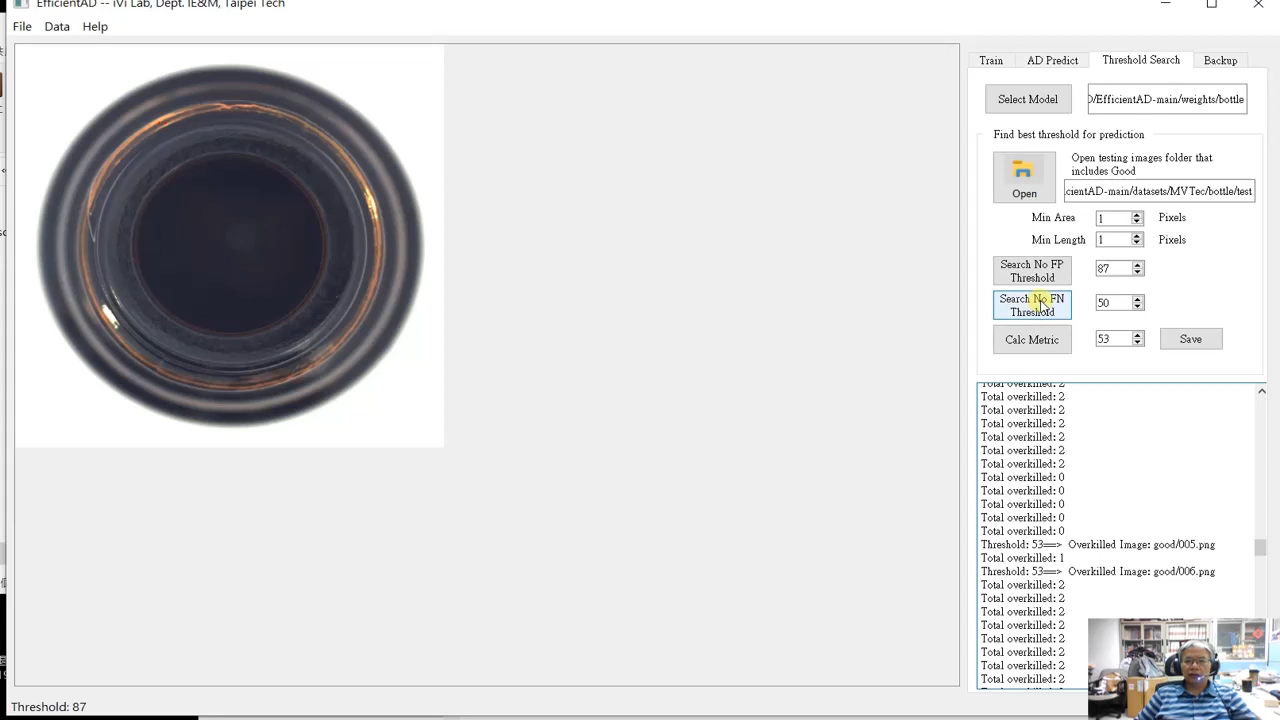 EfficientAD -- iVi Lab, Dept. IE&M, Taipei Tech
File Data Help
Train AD Predict Threshold Search Backup
Select Model
)/EfficientAD-main/weights/bottle
Find best threshold for prediction
Open
Open testing images folder that
includes Good
.cientAD-main/datasets/MVTec/bottle/test
Min Area 1 Pixels
Min Length 1 Pixels
Search No FP
Threshold
87
Search No FN
Threshold
50
Calc Metric 53 Save
Total overkilled: 2
Total overkilled: 2
Total overkilled: 2
Total overkilled: 2
Total overkilled: 2
Total overkilled: 2
Total overkilled: 2
Total overkilled: 0
Total overkilled: 0
Total overkilled: 0
Total overkilled: 0
Total overkilled: 0
Threshold: 53==> Overkilled Image: good/005.png
Total overkilled: 1
Threshold: 53==> Overkilled Image: good/006.png
Total overkilled: 2
Total overkilled: 2
Total overkilled: 2
Total overkilled: 2
Total overkilled: 2
Total overkilled: 2
Total overkilled: 2
Total overkilled: 2
Threshold: 87